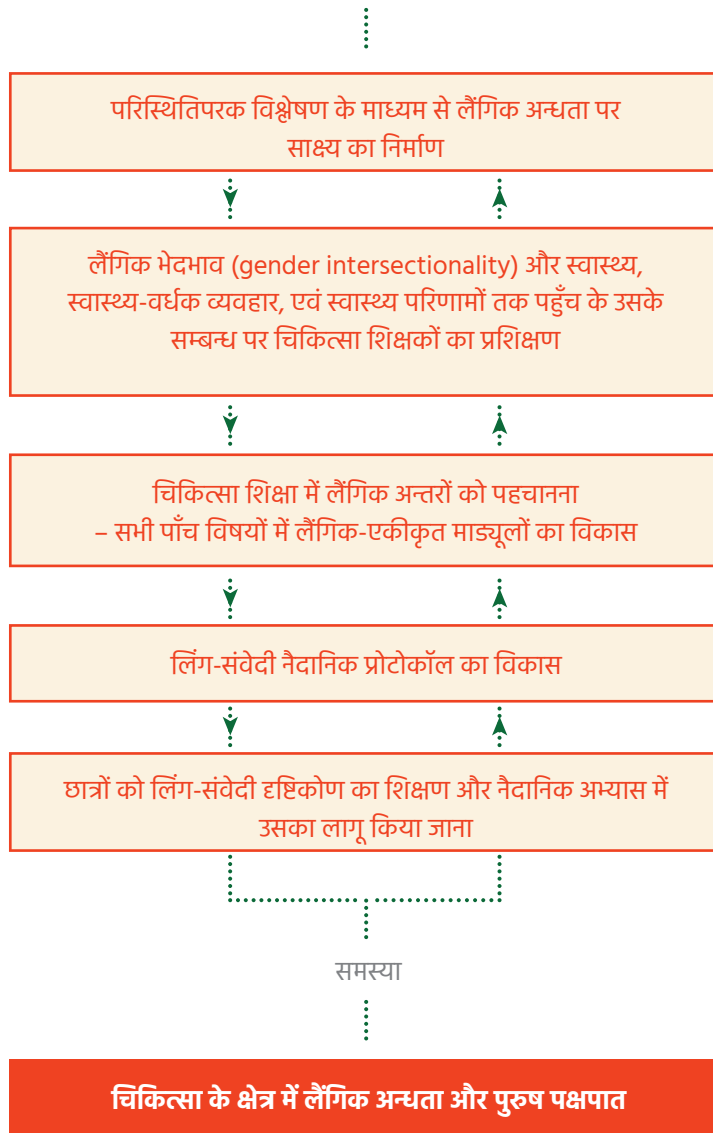 परिस्थितिपरक विश्लेषण के माध्यम से लैंगिक अन्धता पर
साक्ष्य का निर्माण
लैंगिक भेदभाव (gender intersectionality) और स्वास्थ्य,
स्वास्थ्य-वर्धक व्यवहार, एवं स्वास्थ्य परिणामों तक पहुँच के उसके
सम्बन्ध पर चिकित्सा शिक्षकों का प्रशिक्षण
चिकित्सा शिक्षा में लैंगिक अन्तरों को पहचानना
– सभी पाँच विषयों में लैंगिक-एकीकृत माड्यूलों का विकास
लिंग-संवेदी नैदानिक प्रोटोकॉल का विकास
छात्रों को लिंग-संवेदी दृष्टिकोण का शिक्षण और नैदानिक अभ्यास में
उसका लागू किया जाना
समस्या
चिकित्सा के क्षेत्र में लैंगिक अन्धता और पुरुष पक्षपात